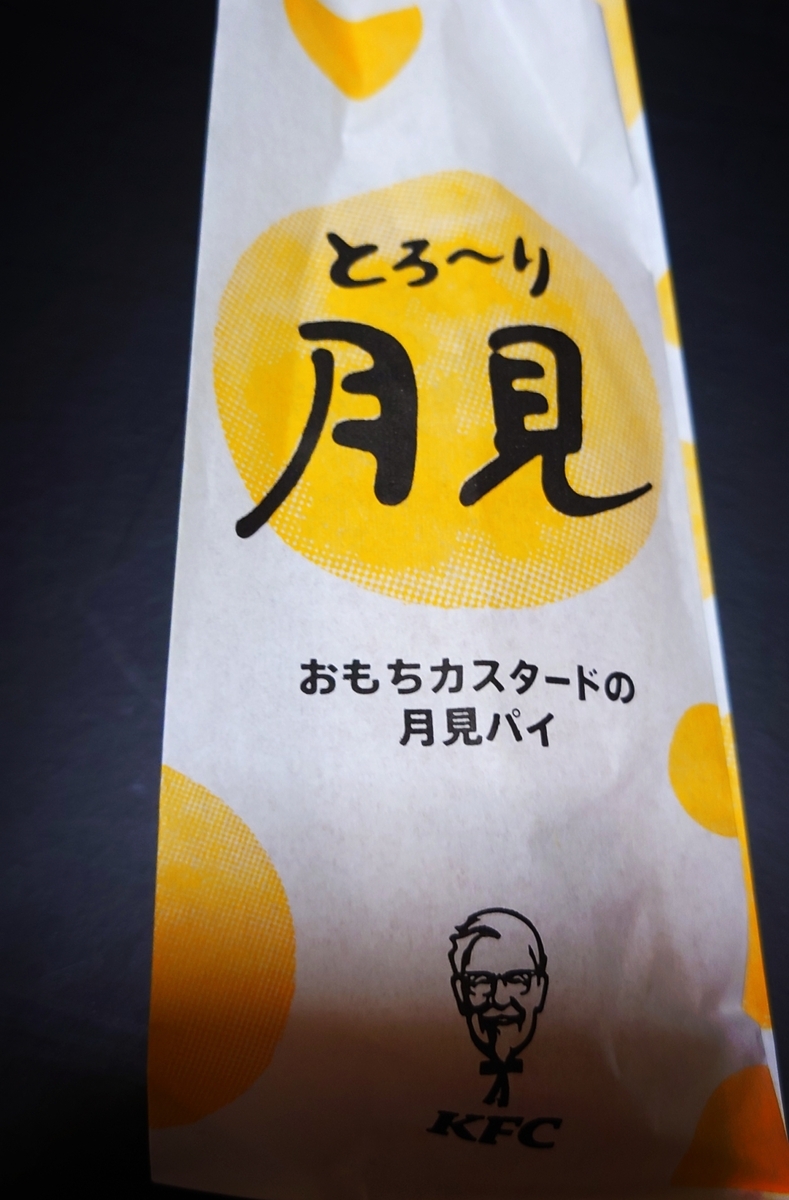 とろ～り
月見
おもちカスタードの
月見パイ
KFC